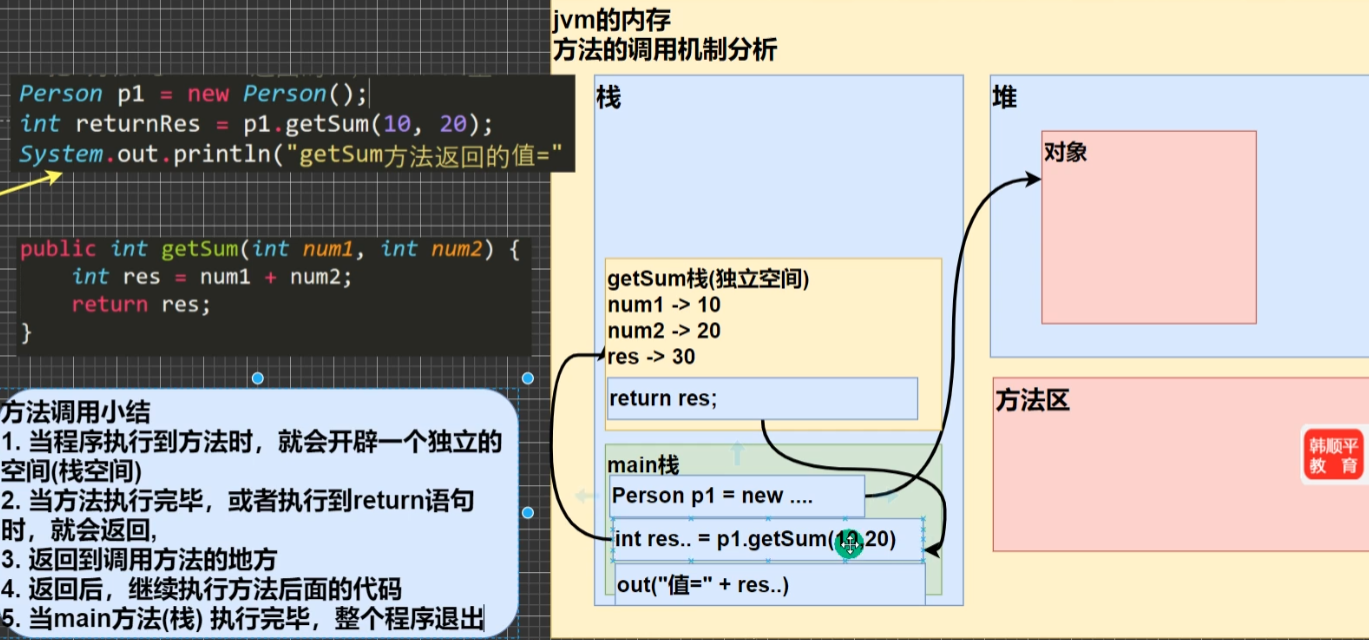 jvm的内存
方法的调用机制分析
Person p1 = new Person();
int returnRes = p1.getSum(10, 20);
System.out.println("getSum方法返回的值="
public int getSum(int num1, int num2) {
int res = num1 + num2;
return res;
}
方法调用小结
1. 当程序执行到方法时，就会开辟一个独立的
空间(栈空间)
2. 当方法执行完毕，或者执行到return语句
时，就会返回,
3. 返回到调用方法的地方
4. 返回后，继续执行方法后面的代码
5. 当main方法(栈) 执行完毕，整个程序退出
栈
getSum栈(独立空间)
num1 -> 10
num2 -> 20
res -> 30
return res;
main栈
Person p1 = new ....
int res.. = p1.getSum(10,20)
out("值=" + res..)
堆
对象
方法区
韩顺平
教 育